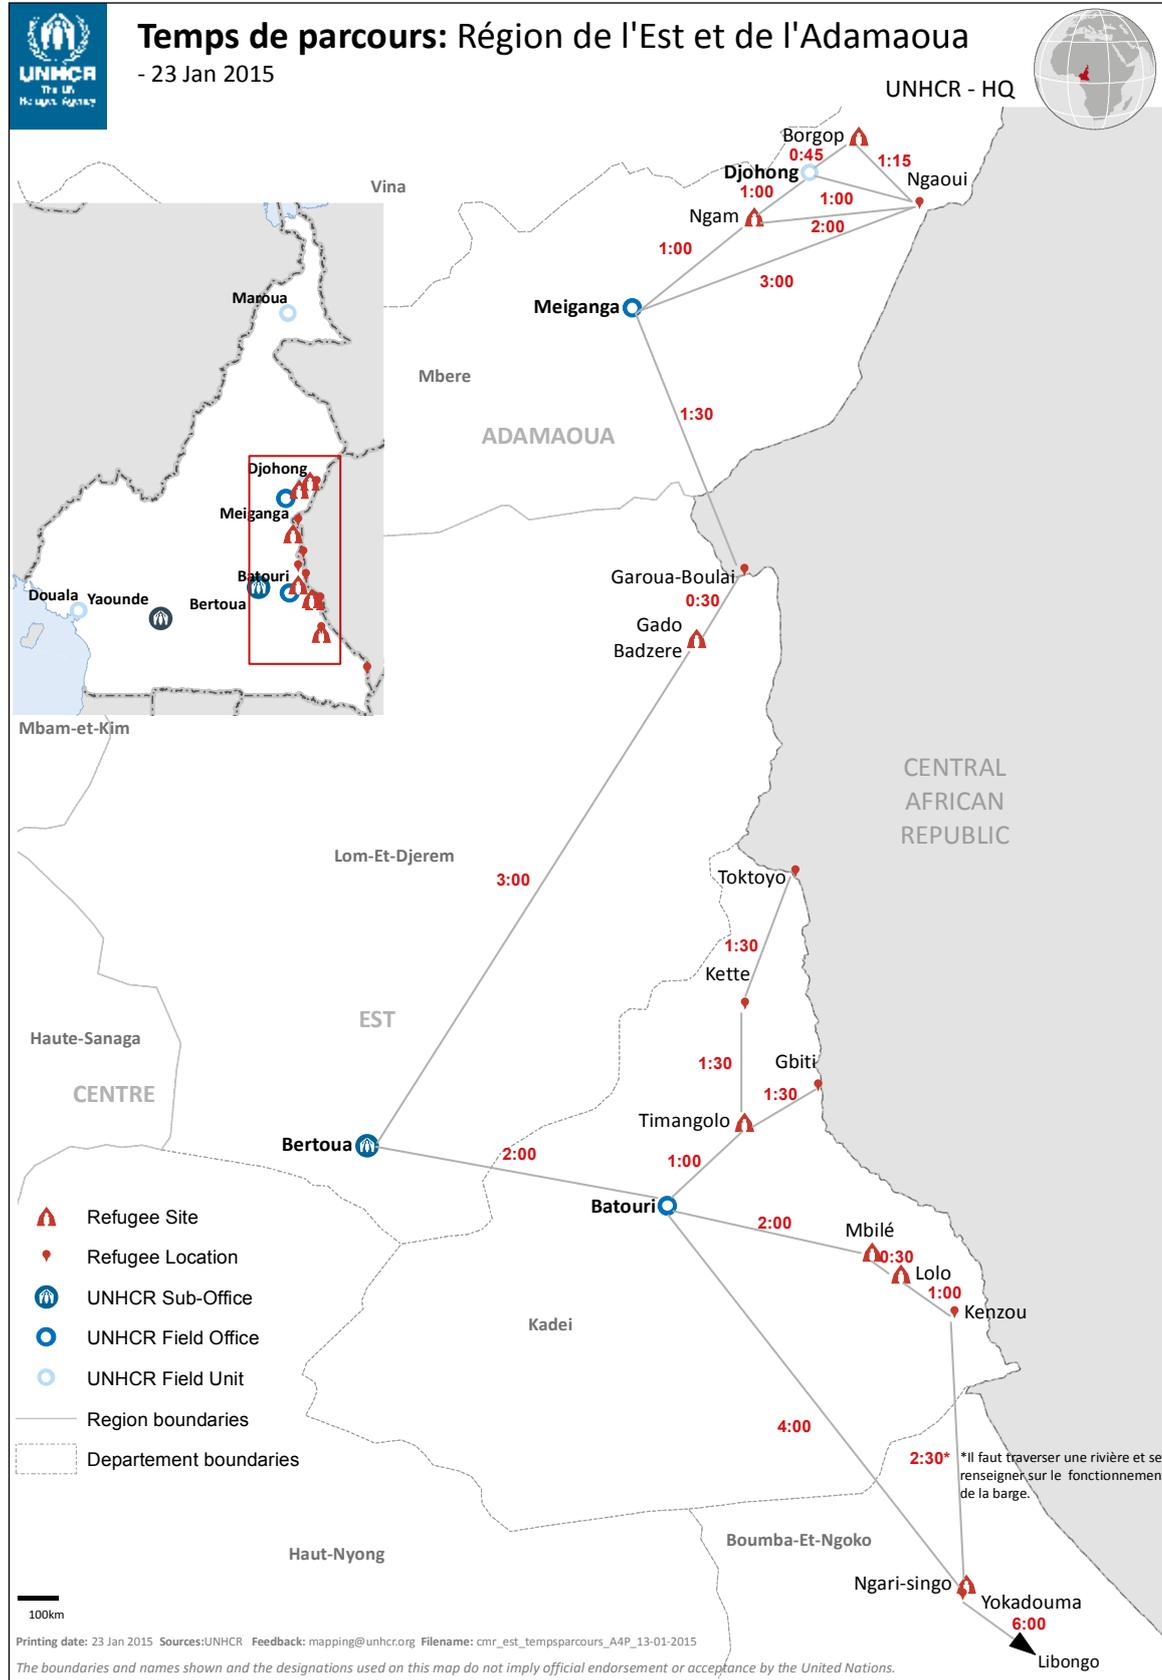 UNHCR
The UN
Refugee Agency
Temps de parcours: Région de l'Est et de l'Adamaoua
- 23 Jan 2015
UNHCR - HQ
Borgop
0:45
1:15
Djohong
Ngaoui
Vina
1:00
1:00
Ngam
2:00
1:00
3:00
Meiganga
Maroua
Mbere
1:30
ADAMAOUA
Djohong
Meiganga
Batouri
Douala
Yaounde
Bertoua
Garoua-Boulai
0:30
Gado
Badzere
Mbam-et-Kim
CENTRAL
AFRICAN
REPUBLIC
Lom-Et-Djerem
3:00
Toktoyo
1:30
Kette
EST
Haute-Sanaga
1:30
Gbiti
CENTRE
1:30
Timangolo
Bertoua
2:00
1:00
Batouri
2:00
Mbilé
0:30
Lolo
1:00
Kenzou
Refugee Site
Refugee Location
UNHCR Sub-Office
UNHCR Field Office
UNHCR Field Unit
Region boundaries
Departement boundaries
Kadei
4:00
2:30*
*Il faut traverser une rivière et se
renseigner sur le fonctionnemen
de la barge.
Haut-Nyong
Boumba-Et-Ngoko
Ngari-singo
Yokadouma
6:00
Libongo
100km
Printing date: 23 Jan 2015 Sources:UNHCR Feedback: mapping@unhcr.org Filename: cmr_est_tempsparcours_A4P_13-01-2015
The boundaries and names shown and the designations used on this map do not imply official endorsement or acceptance by the United Nations.